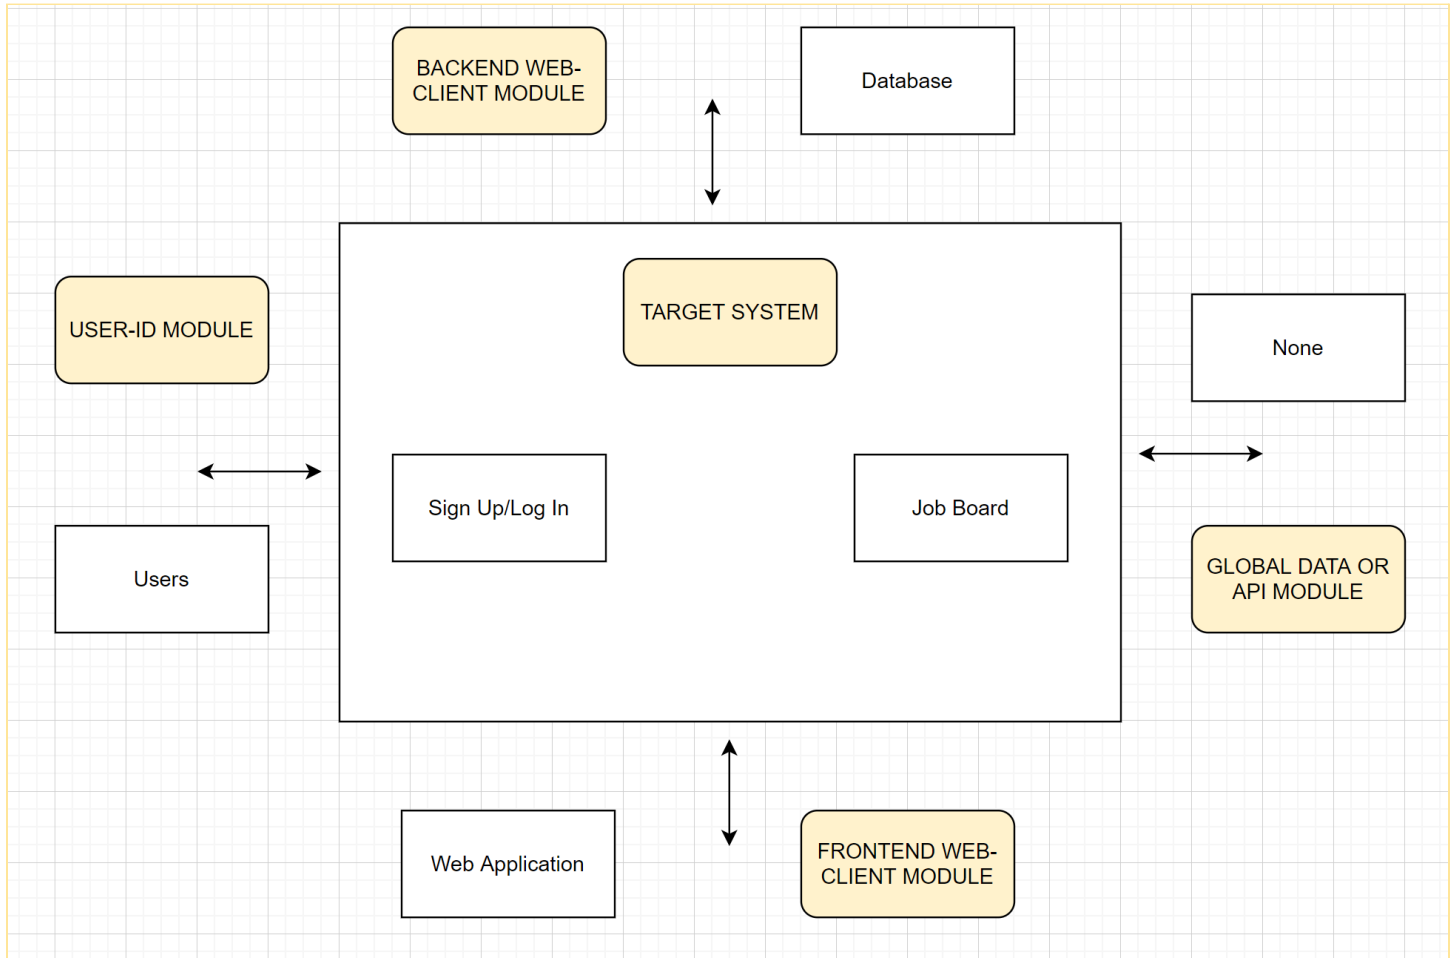 BACKEND WEB-
CLIENT MODULE
Database
TARGET SYSTEM
USER-ID MODULE
None
Sign Up/Log In
Job Board
Users
GLOBAL DATA OR
API MODULE
Web Application
FRONTEND WEB-
CLIENT MODULE